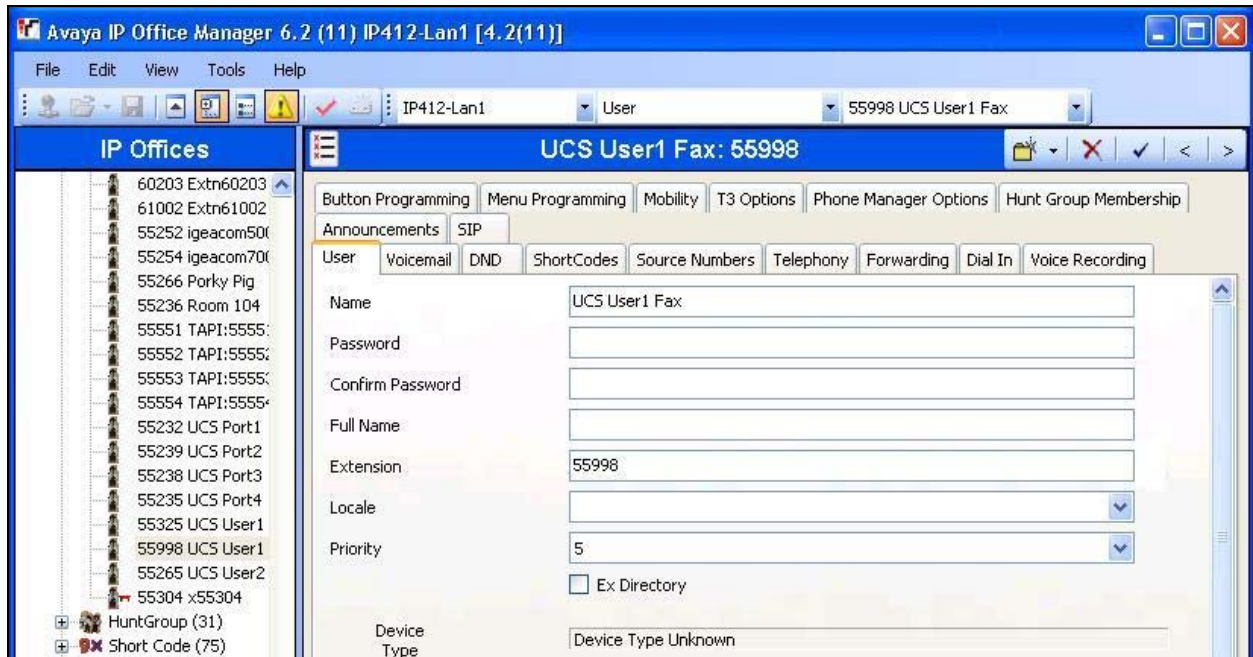 Avaya IP Office Manager 6.2 (11) IP412-Lan1 [4.2(11)]
File Edit View Tools Help
IP412-Lan1 User 55998 UCS User1 Fax
IP Offices
60203 Extn60203
61002 Extn61002
55252 igeacom500
55254 igeacom700
55266 Porky Pig
55236 Room 104
55551 TAPI:55551
55552 TAPI:55552
55553 TAPI:55553
55554 TAPI:55554
55232 UCS Port1
55239 UCS Port2
55238 UCS Port3
55235 UCS Port4
55325 UCS User1
55998 UCS User1
55265 UCS User2
55304 x55304
HuntGroup (31)
Short Code (75)
UCS User1 Fax: 55998
Button Programming Menu Programming Mobility T3 Options Phone Manager Options Hunt Group Membership
Announcements SIP
User Voicemail DND ShortCodes Source Numbers Telephony Forwarding Dial In Voice Recording
Name UCS User1 Fax
Password
Confirm Password
Full Name
Extension 55998
Locale
Priority 5
Ex Directory
Device
Type Device Type Unknown